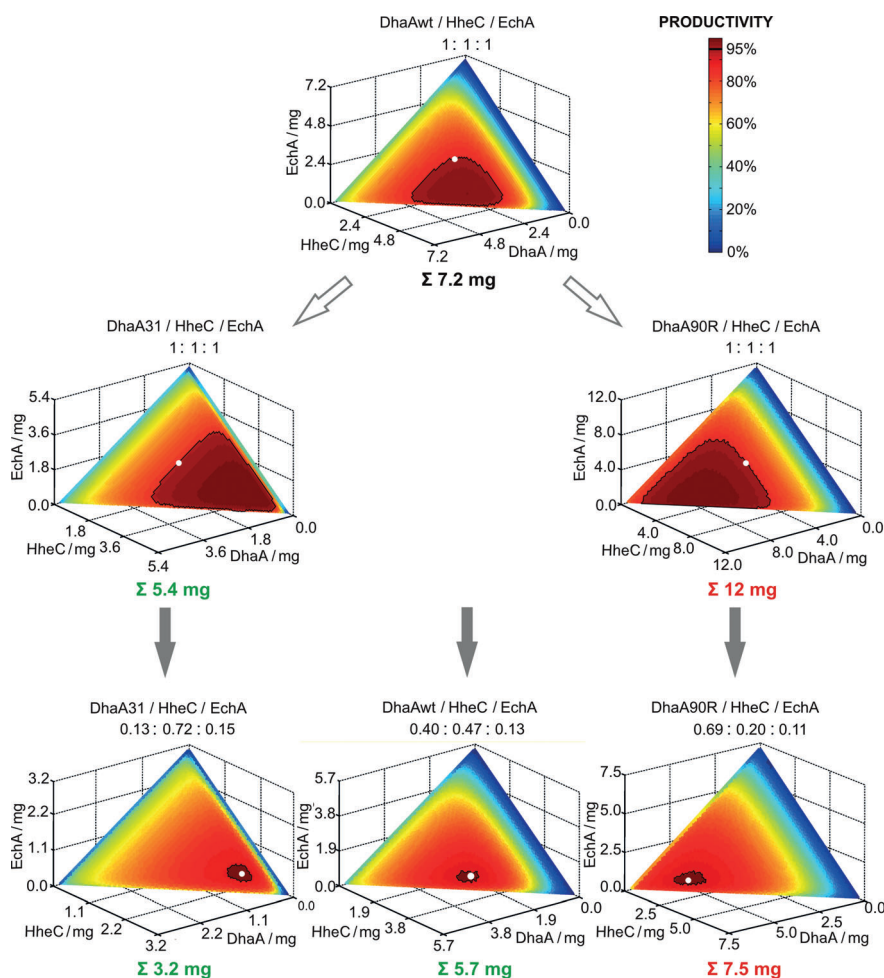 DhaAwt / HheC / EchA
1 : 1 : 1
PRODUCTIVITY
95%
80%
60%
40%
20%
0%
EchA / mg
7.2
4.8
2.4
0.0
HheC / mg
2.4
4.8
7.2
DhaA / mg
4.8
2.4
0.0
Σ 7.2 mg
DhaA31 / HheC / EchA
1 : 1 : 1
EchA / mg
5.4
3.6
1.8
0.0
HheC / mg
1.8
3.6
5.4
DhaA / mg
3.6
1.8
0.0
Σ 5.4 mg
DhaA90R / HheC / EchA
1 : 1 : 1
EchA / mg
12.0
8.0
4.0
0.0
HheC / mg
4.0
8.0
12.0
DhaA / mg
8.0
4.0
0.0
Σ 12 mg
DhaA31 / HheC / EchA
0.13 : 0.72 : 0.15
EchA / mg
3.2
2.2
1.1
0.0
HheC / mg
1.1
2.2
3.2
DhaA / mg
2.2
1.1
0.0
Σ 3.2 mg
DhaAwt / HheC / EchA
0.40 : 0.47 : 0.13
EchA / mg
5.7
3.8
1.9
0.0
HheC / mg
1.9
3.8
5.7
DhaA / mg
3.8
1.9
0.0
Σ 5.7 mg
DhaA90R / HheC / EchA
0.69 : 0.20 : 0.11
EchA / mg
7.5
5.0
2.5
0.0
HheC / mg
2.5
5.0
7.5
DhaA / mg
5.0
2.5
0.0
Σ 7.5 mg